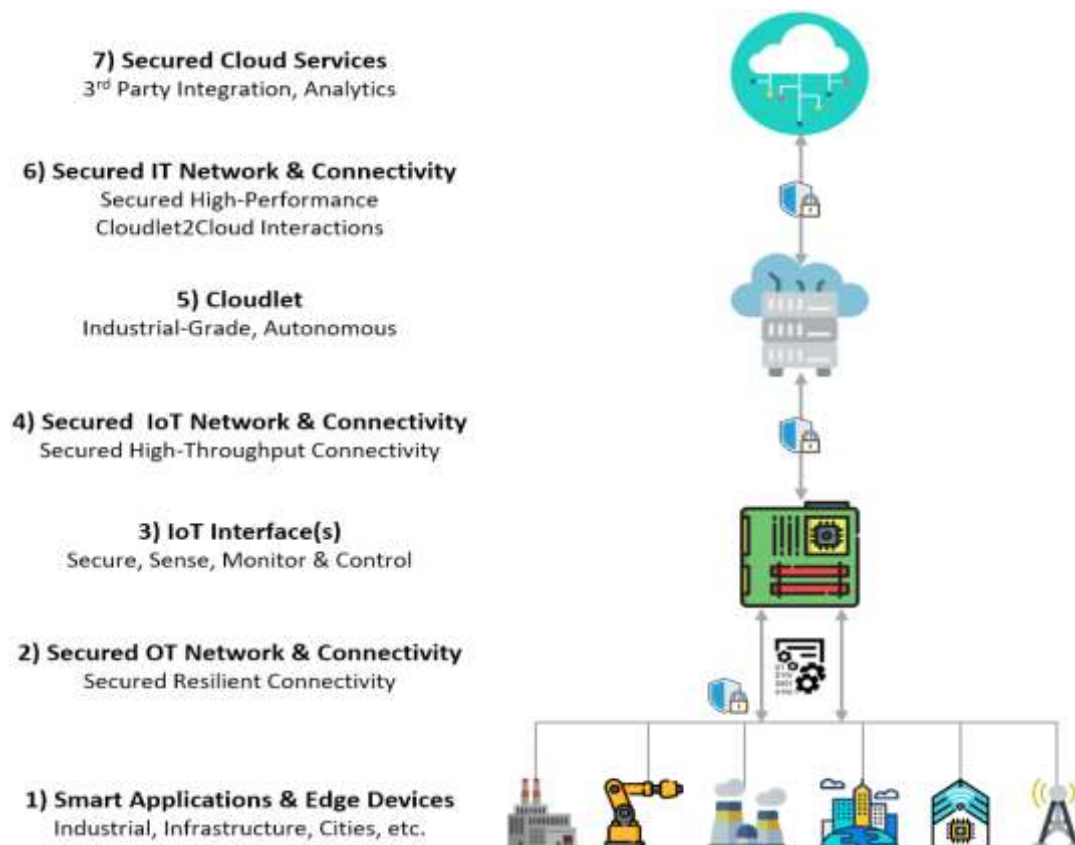 7) Secured Cloud Services
3rd Party Integration, Analytics
6) Secured IT Network & Connectivity
Secured High-Performance
Cloudlet2Cloud Interactions
5) Cloudlet
Industrial-Grade, Autonomous
4) Secured IoT Network & Connectivity
Secured High-Throughput Connectivity
3) IoT Interface(s)
Secure, Sense, Monitor & Control
2) Secured OT Network & Connectivity
Secured Resilient Connectivity
1) Smart Applications & Edge Devices
Industrial, Infrastructure, Cities, etc.